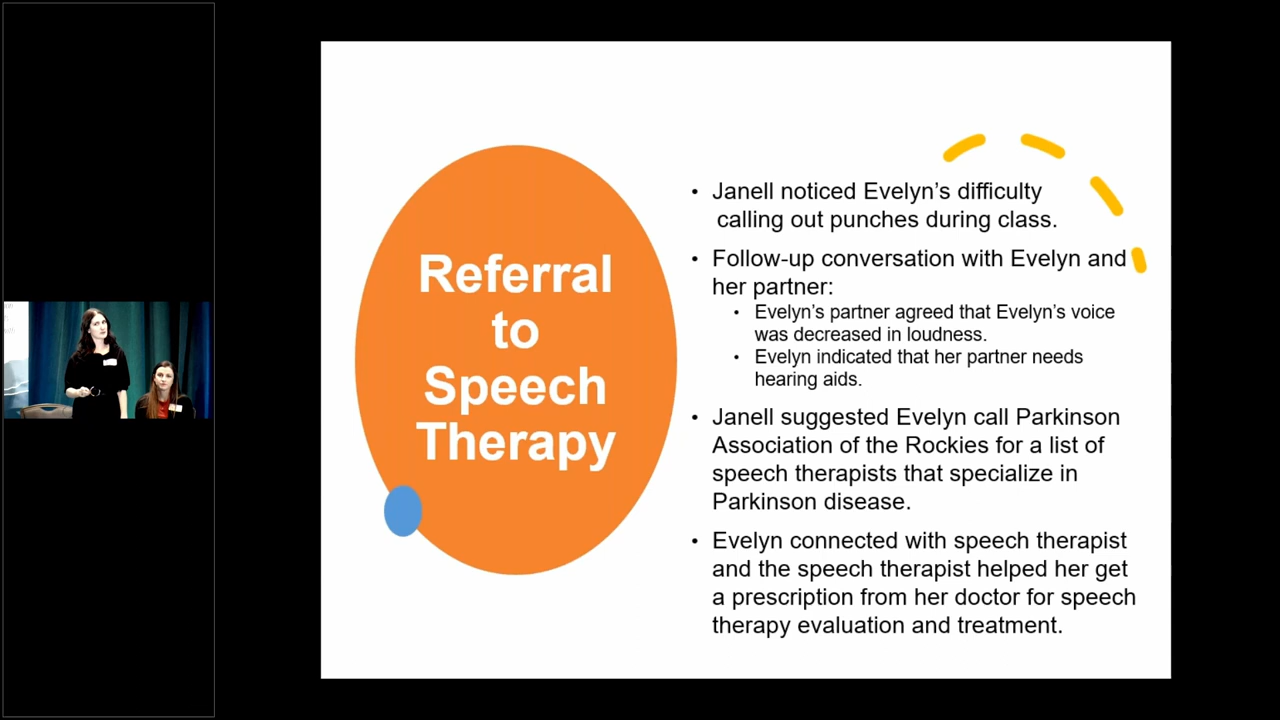 Referral
to
Speech
Therapy
• Janell noticed Evelyn’s difficulty
calling out punches during class.
• Follow-up conversation with Evelyn and
her partner:
• Evelyn’s partner agreed that Evelyn’s voice
was decreased in loudness.
• Evelyn indicated that her partner needs
hearing aids.
• Janell suggested Evelyn call Parkinson
Association of the Rockies for a list of
speech therapists that specialize in
Parkinson disease.
• Evelyn connected with speech therapist
and the speech therapist helped her get
a prescription from her doctor for speech
therapy evaluation and treatment.